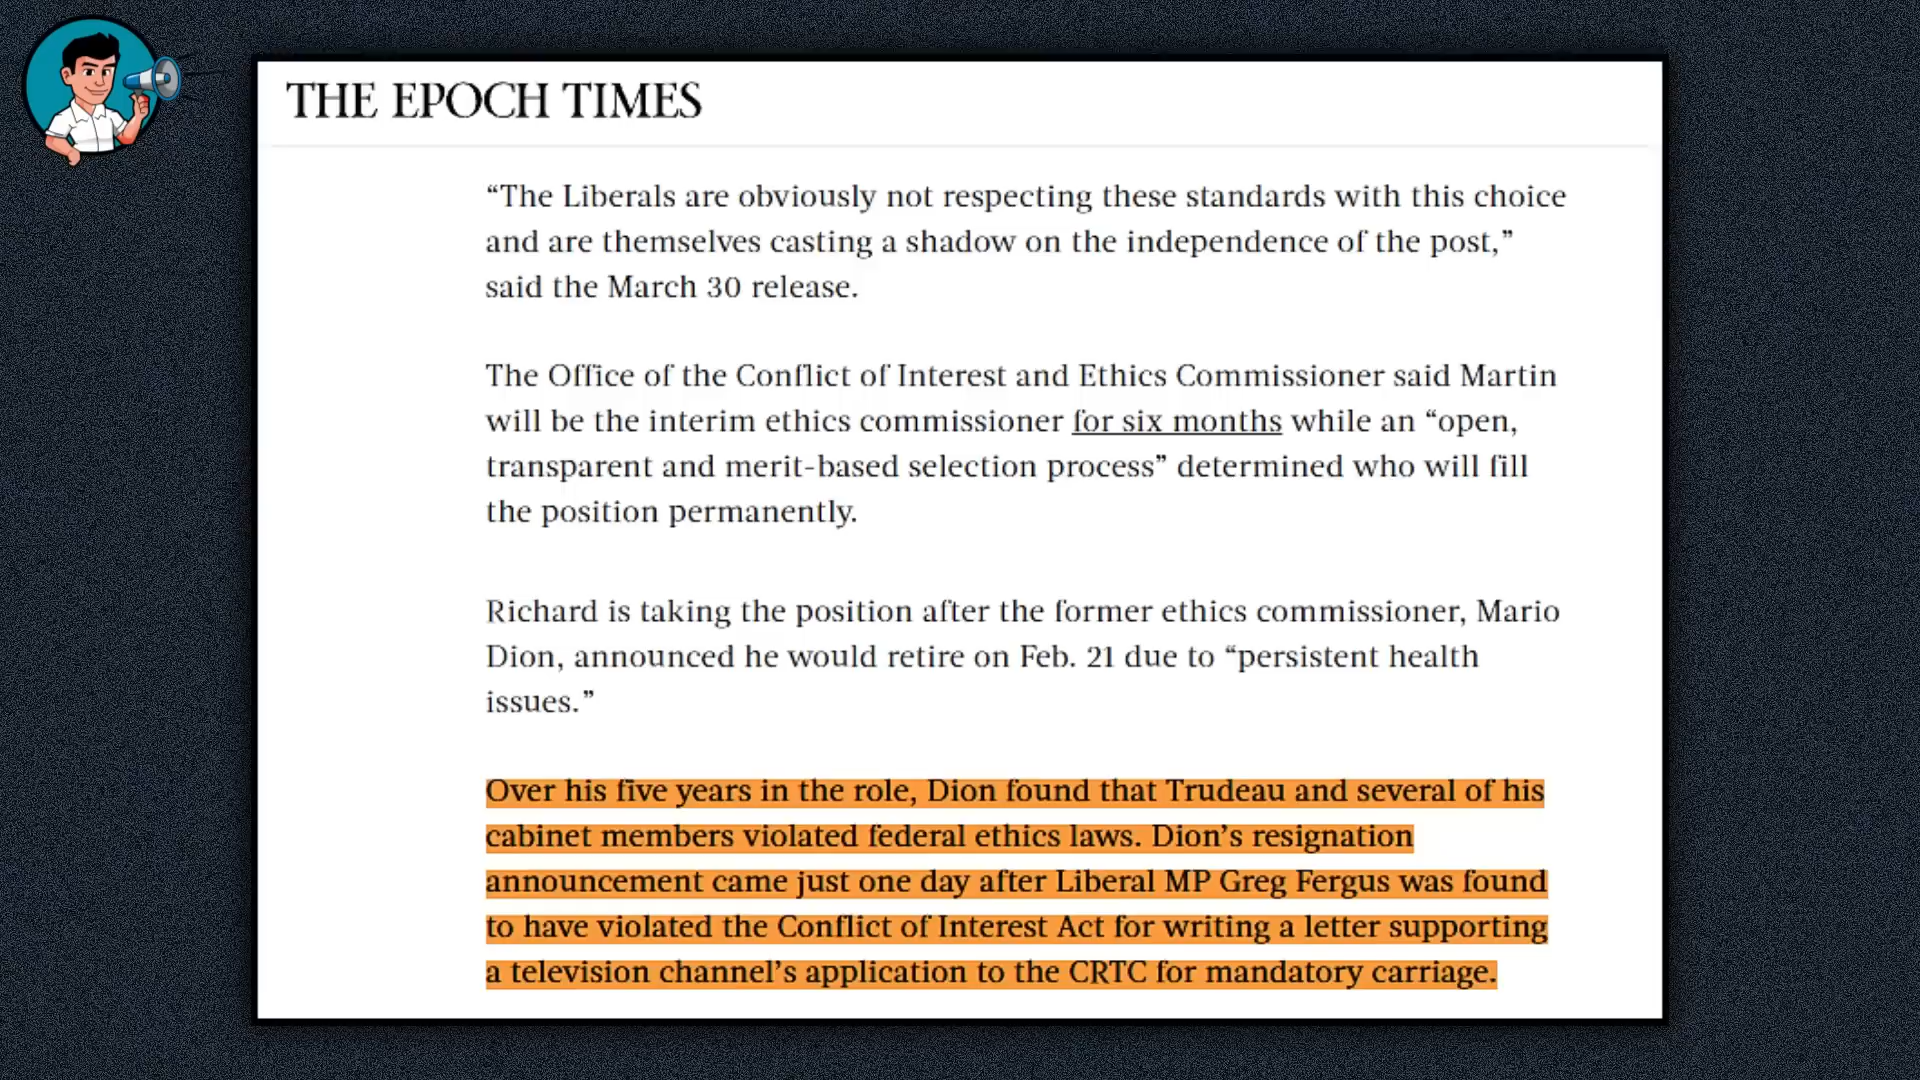 THE EPOCH TIMES
“The Liberals are obviously not respecting these standards with this choice
and are themselves casting a shadow on the independence of the post,”
said the March 30 release.
The Office of the Conflict of Interest and Ethics Commissioner said Martin
will be the interim ethics commissioner for six months while an “open,
transparent and merit-based selection process” determined who will fill
the position permanently.
Richard is taking the position after the former ethics commissioner, Mario
Dion, announced he would retire on Feb. 21 due to “persistent health
issues.”
Over his five years in the role, Dion found that Trudeau and several of his
cabinet members violated federal ethics laws. Dion’s resignation
announcement came just one day after Liberal MP Greg Fergus was found
to have violated the Conflict of Interest Act for writing a letter supporting
a television channel’s application to the CRTC for mandatory carriage.